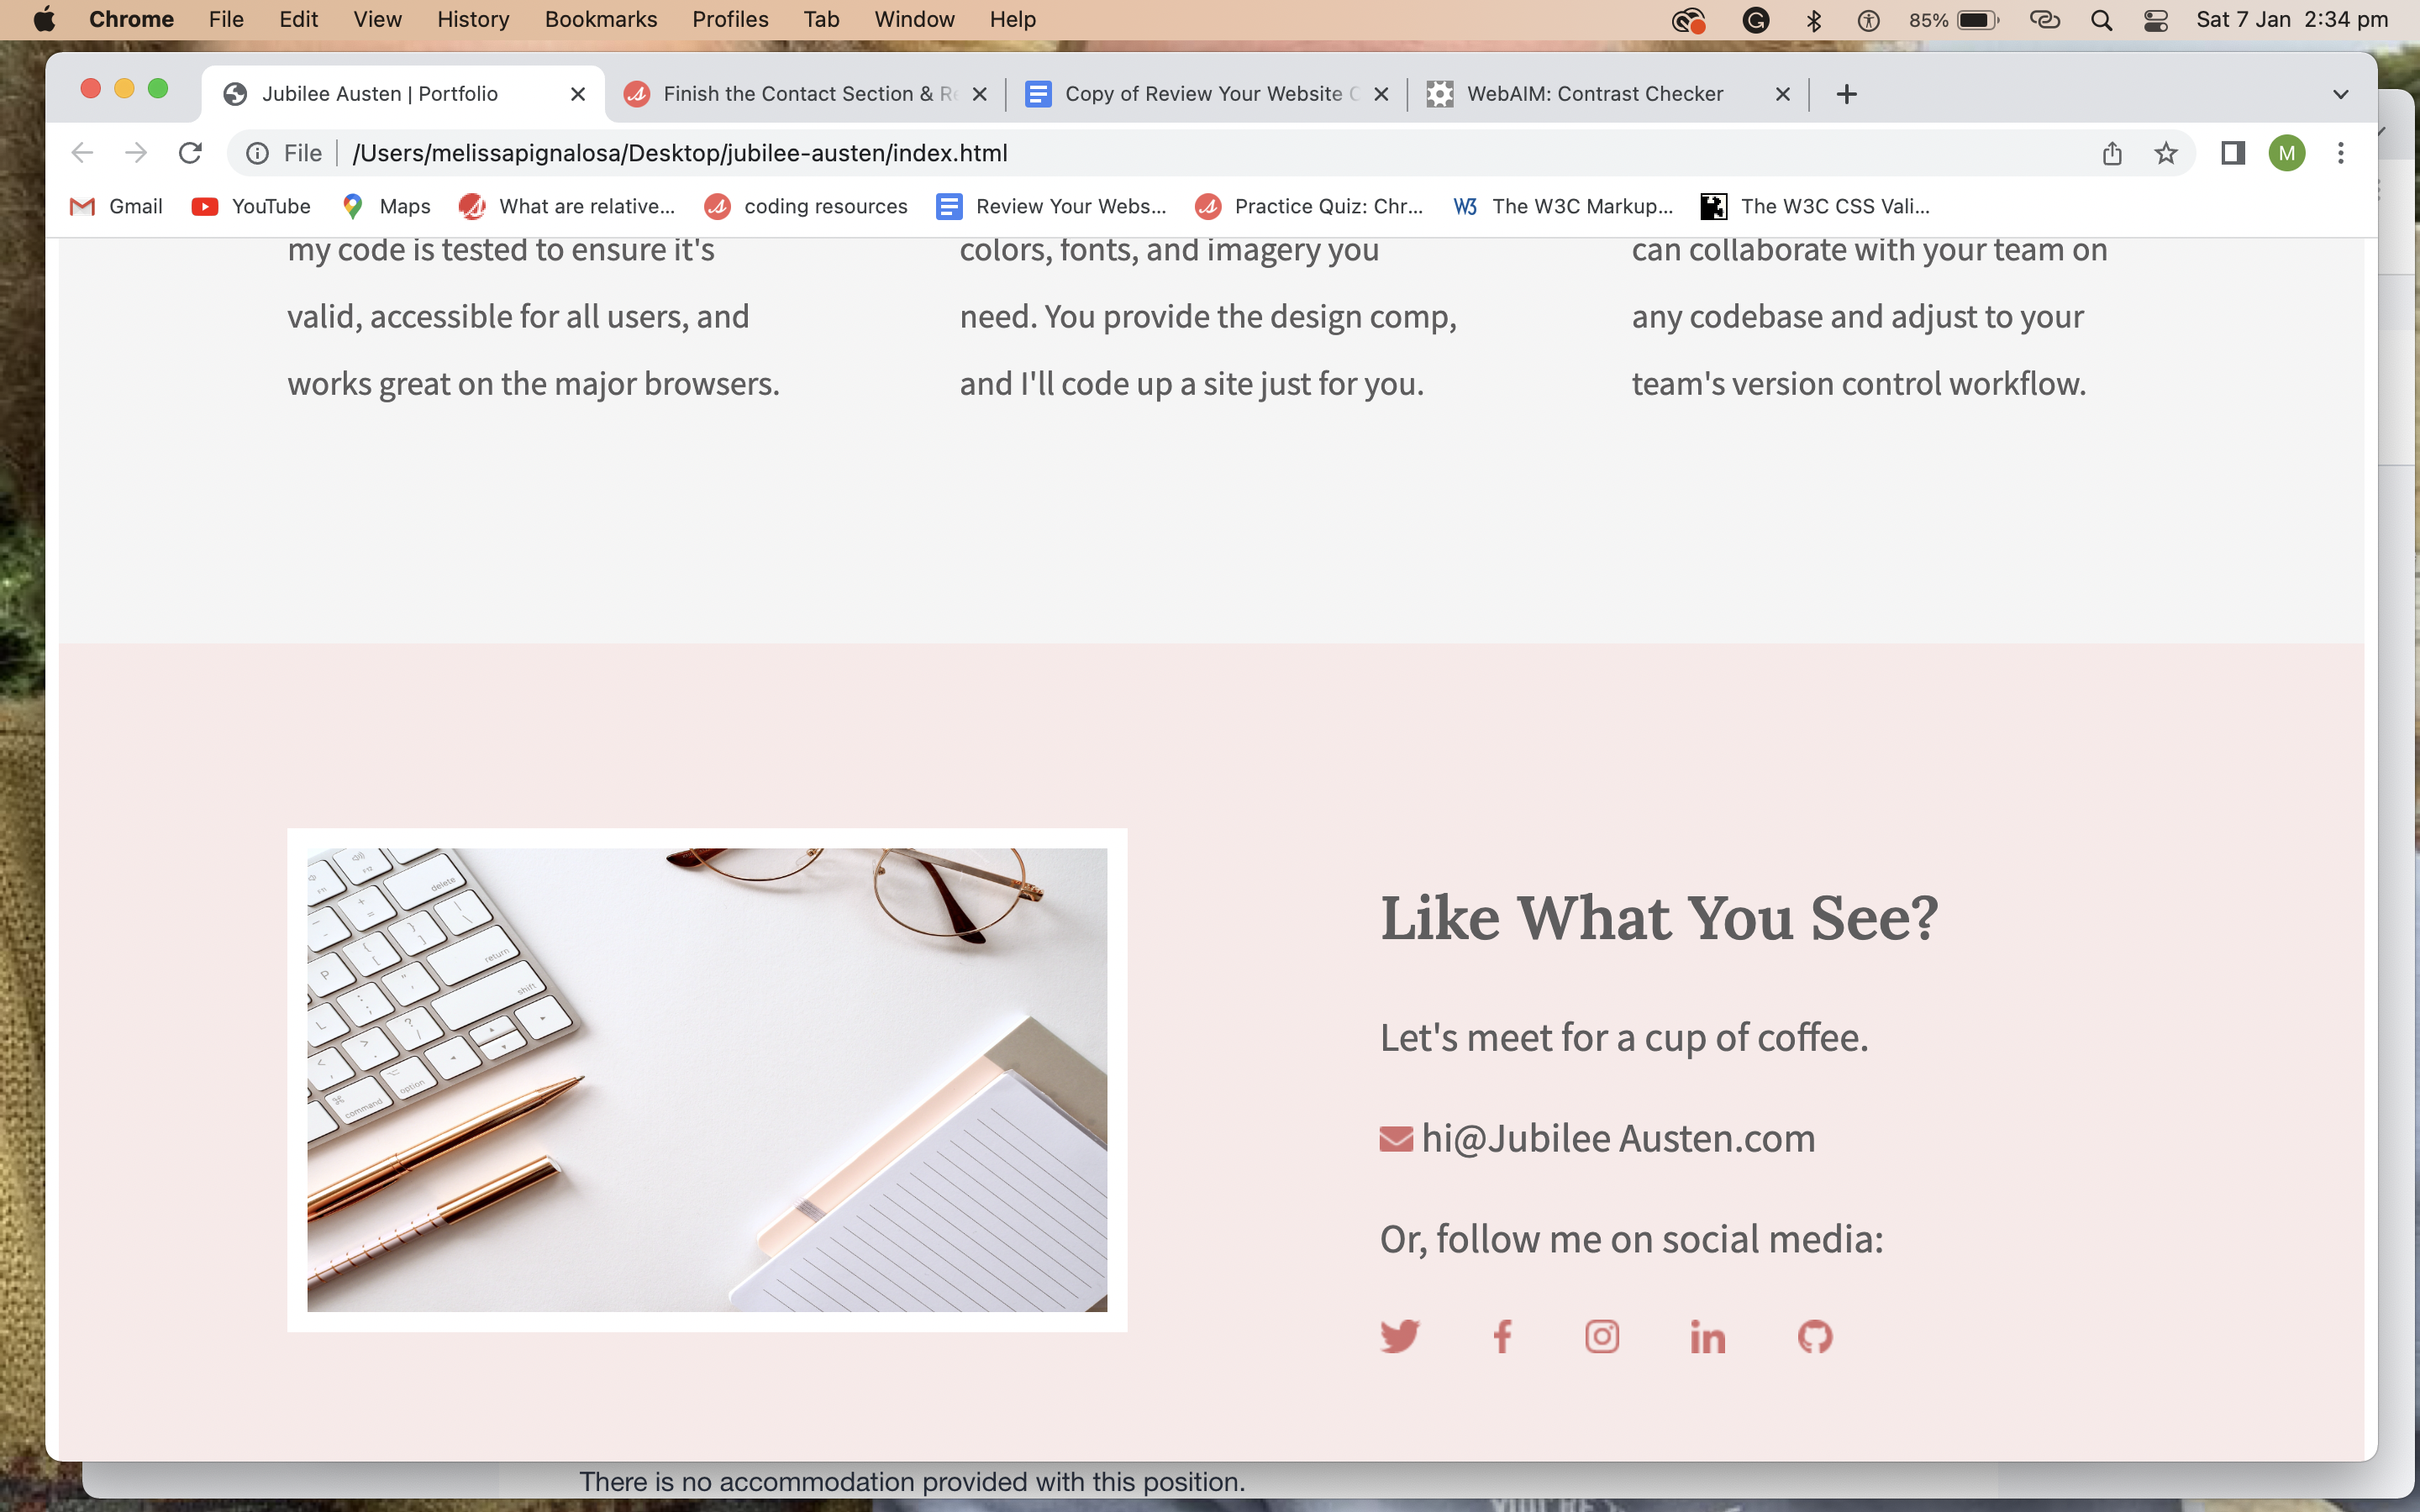 Chrome File Edit View History Bookmarks Profiles Tab Window Help 85% Sat 7 Jan 2:34 pm
Jubilee Austen | Portfolio Finish the Contact Section & Copy of Review Your Website WebAIM: Contrast Checker
File /Users/melissapignalosa/Desktop/jubilee-austen/index.html M
Gmail YouTube Maps What are relative... coding resources Review Your Webs... Practice Quiz: Chr... W3 The W3C Markup... The W3C CSS Vali...
my code is tested to ensure it's
valid, accessible for all users, and
works great on the major browsers.
colors, fonts, and imagery you
need. You provide the design comp,
and I'll code up a site just for you.
can collaborate with your team on
any codebase and adjust to your
team's version control workflow.
delete
return
shift
P
L
option
command
Like What You See?
Let's meet for a cup of coffee.
hi@Jubilee Austen.com
Or, follow me on social media:
There is no accommodation provided with this position.